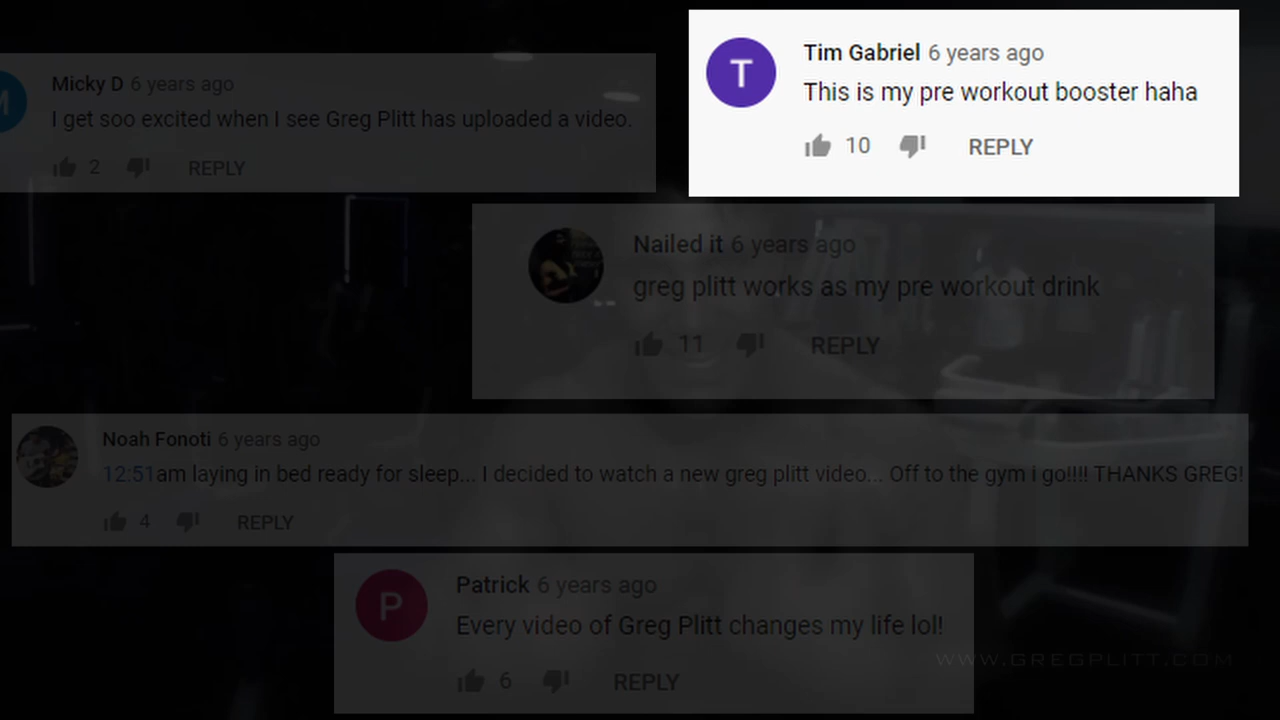 Tim Gabriel 6 years ago
This is my pre workout booster haha
10 REPLY
M
Micky D 6 years ago
I get soo excited when I see Greg Plitt has uploaded a video.
2 REPLY
T
Nailed it 6 years ago
greg plitt works as my pre workout drink
11 REPLY
Noah Fonoti 6 years ago
12:51am laying in bed ready for sleep... I decided to watch a new greg plitt video... Off to the gym i go!!!! THANKS GREG!
4 REPLY
P
Patrick 6 years ago
Every video of Greg Plitt changes my life lol!
6 REPLY
WWW.GREGPLITT.COM